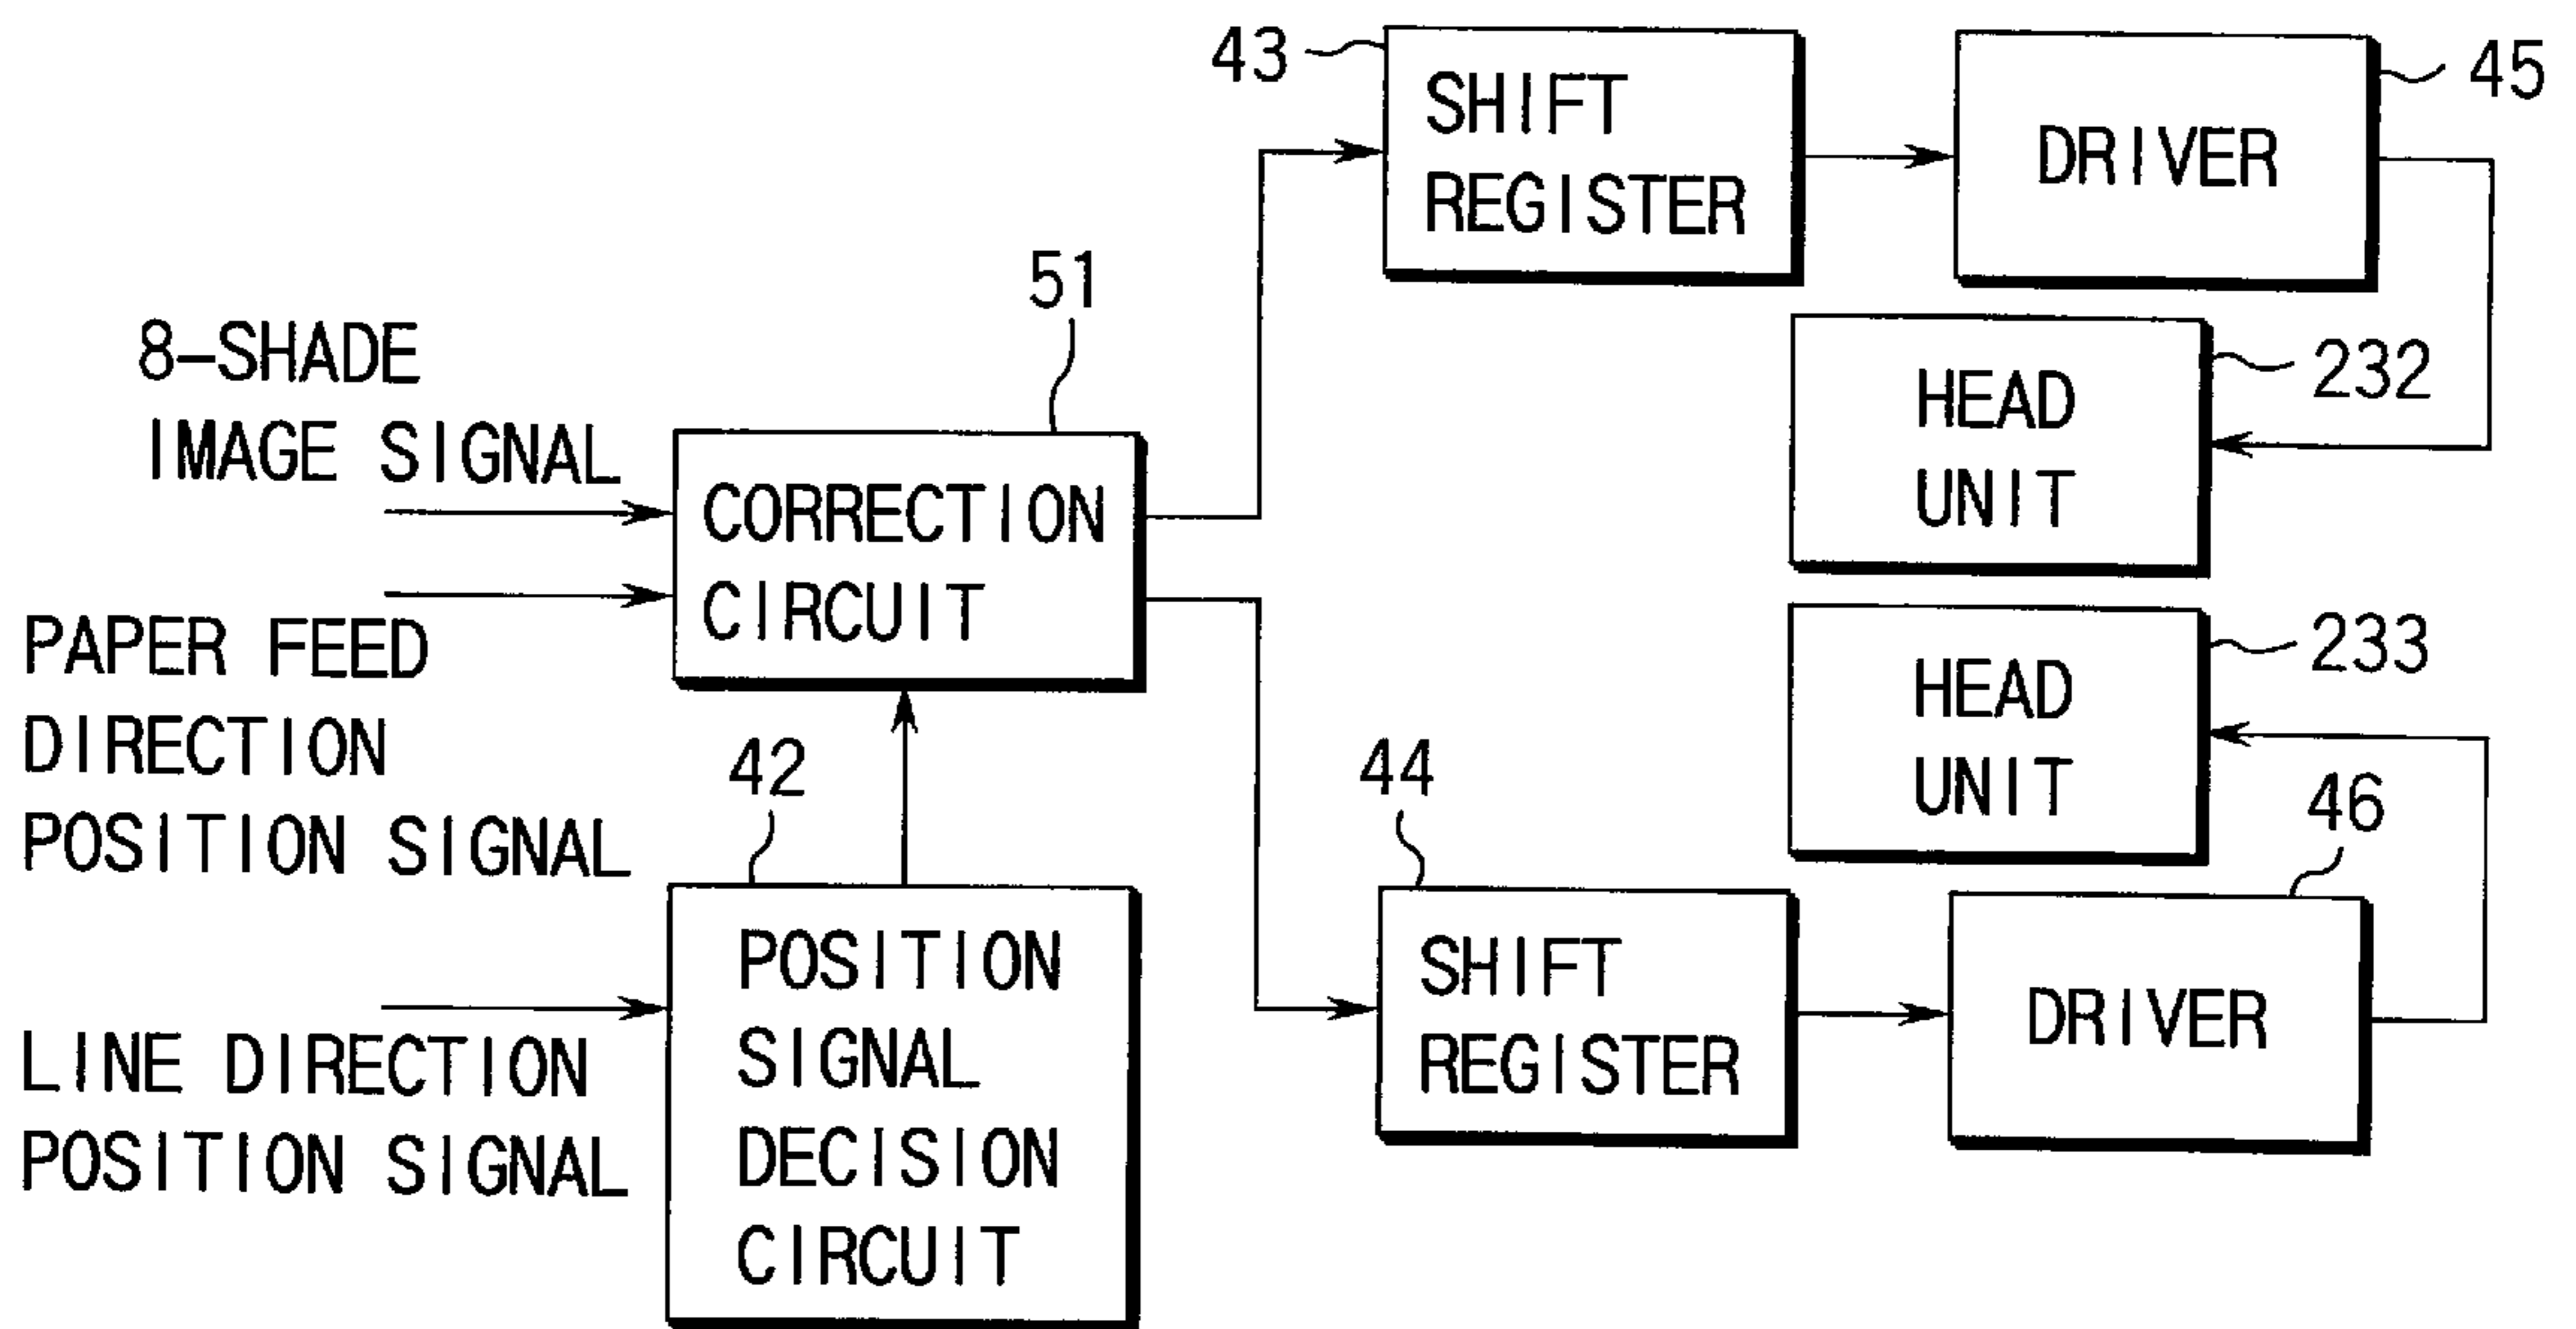 43
SHIFT
REGISTER
45
DRIVER
51
8-SHADE
IMAGE SIGNAL
CORRECTION
CIRCUIT
232
HEAD
UNIT
PAPER FEED
DIRECTION
POSITION SIGNAL
233
HEAD
UNIT
42
POSITION
SIGNAL
DECISION
CIRCUIT
LINE DIRECTION
POSITION SIGNAL
44
SHIFT
REGISTER
46
DRIVER